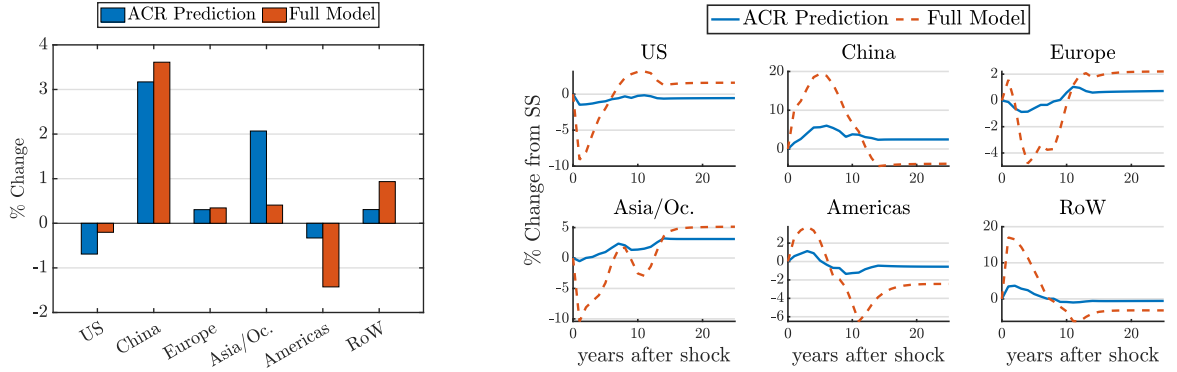 ACR Prediction Full Model
% Change
4
3
2
1
0
-1
-2
US China Europe Asia/Oc. Americas RoW
ACR Prediction Full Model
% Change from SS
US
0
-5
-10
0 10 20
China
20
10
0
0 10 20
Europe
2
0
-2
-4
0 10 20
Asia/Oc.
5
0
-5
-10
0 10 20
years after shock
Americas
2
0
-2
-4
-6
0 10 20
years after shock
RoW
20
10
0
0 10 20
years after shock